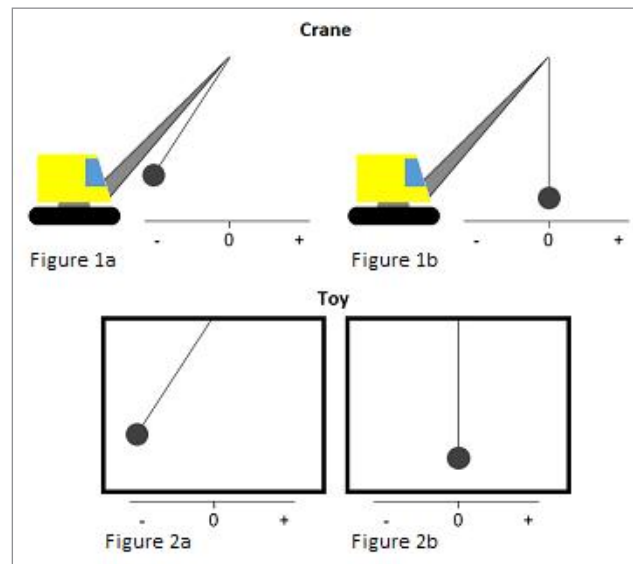 Crane
- 0 +
- 0 +
Figure 1a
Figure 1b
Toy
- 0 +
- 0 +
Figure 2a
Figure 2b